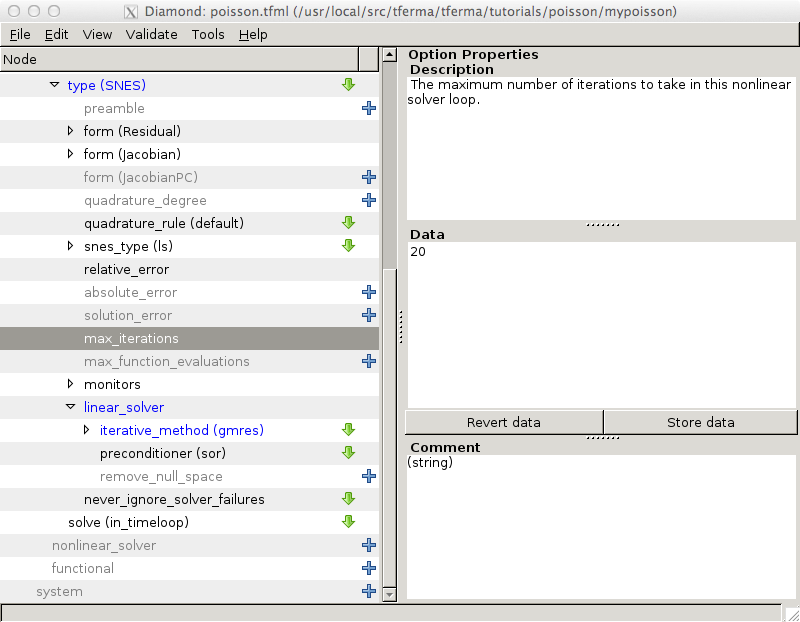 Diamond: poisson.tfml (/usr/local/src/tferma/tferma/tutorials/poisson/mypoisson)
File Edit View Validate Tools Help
Node
type (SNES)
preamble
form (Residual)
form (Jacobian)
form (JacobianPC)
quadrature_degree
quadrature_rule (default)
snes_type (ls)
relative_error
absolute_error
solution_error
max_iterations
max_function_evaluations
monitors
linear_solver
iterative_method (gmres)
preconditioner (sor)
remove_null_space
never_ignore_solver_failures
solve (in_timeloop)
nonlinear_solver
functional
system
Option Properties
Description
The maximum number of iterations to take in this nonlinear
solver loop.
Data
20
Revert data Store data
Comment
(string)